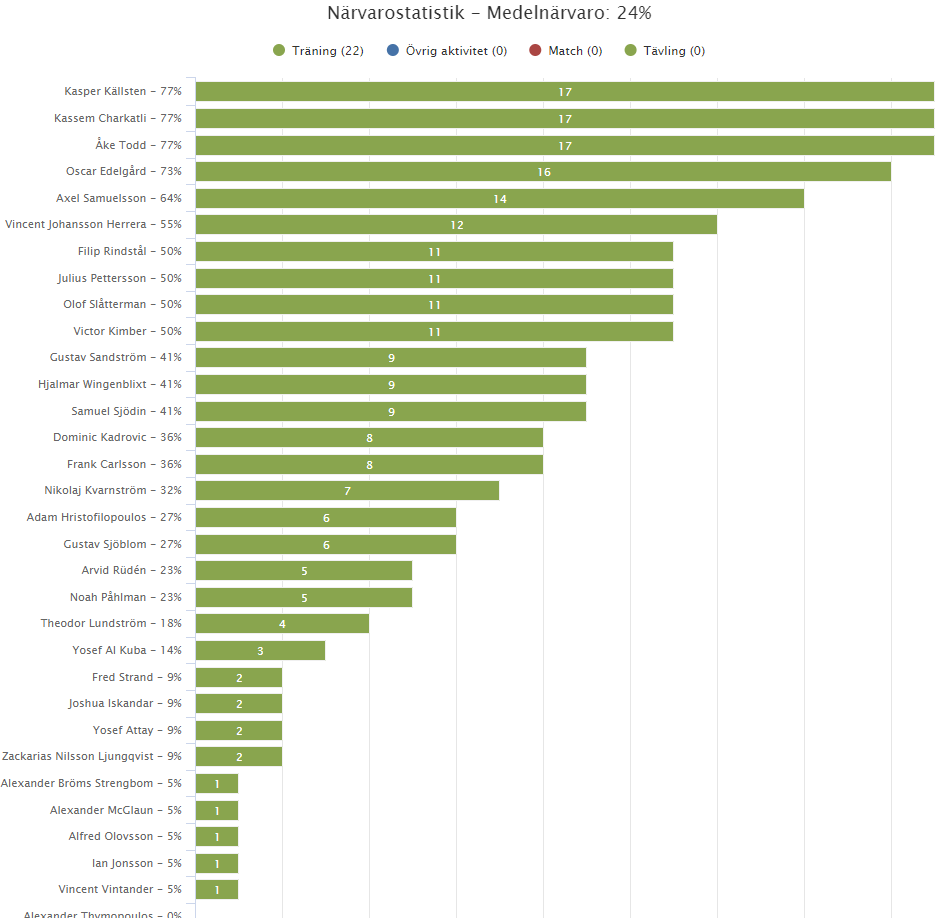 Närvarostatistik - Medelnärvaro: 24%
Träning (22) Övrig aktivitet (0) Match (0) Tävling (0)
Kasper Källsten - 77% 17
Kassem Charkatli - 77% 17
Åke Todd - 77% 17
Oscar Edelgård - 73% 16
Axel Samuelsson - 64% 14
Vincent Johansson Herrera - 55% 12
Filip Rindstål - 50% 11
Julius Pettersson - 50% 11
Olof Slåtterman - 50% 11
Victor Kimber - 50% 11
Gustav Sandström - 41% 9
Hjalmar Wingenblixt - 41% 9
Samuel Sjödin - 41% 9
Dominic Kadrovic - 36% 8
Frank Carlsson - 36% 8
Nikolaj Kvarnström - 32% 7
Adam Hristofilopoulos - 27% 6
Gustav Sjöblom - 27% 6
Arvid Rüdén - 23% 5
Noah Påhlman - 23% 5
Theodor Lundström - 18% 4
Yosef Al Kuba - 14% 3
Fred Strand - 9% 2
Joshua Iskandar - 9% 2
Yosef Attay - 9% 2
Zackarias Nilsson Ljungqvist - 9% 2
Alexander Bröms Strengbom - 5% 1
Alexander McGlaun - 5% 1
Alfred Olovsson - 5% 1
Ian Jonsson - 5% 1
Vincent Vintander - 5% 1
Alexander Thymopoulos - 0%